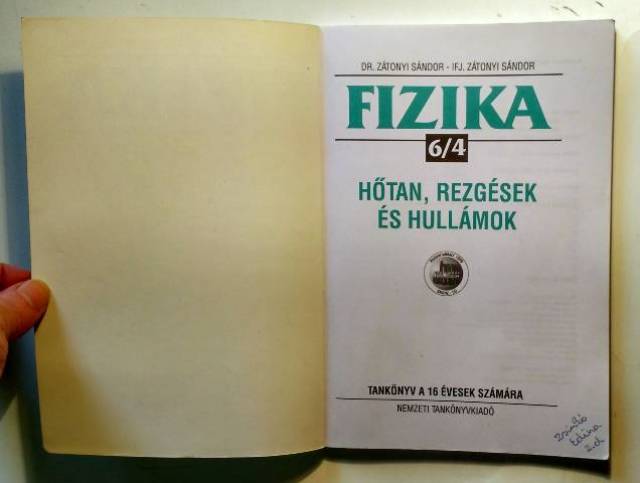 DR. ZÁTONYI SÁNDOR - IFJ. ZÁTONYI SÁNDOR
FIZIKA
6/4
HŐTAN, REZGÉSEK
ÉS HULLÁMOK
TANKÖNYV A 16 ÉVESEK SZÁMÁRA
NEMZETI TANKÖNYVKIADÓ